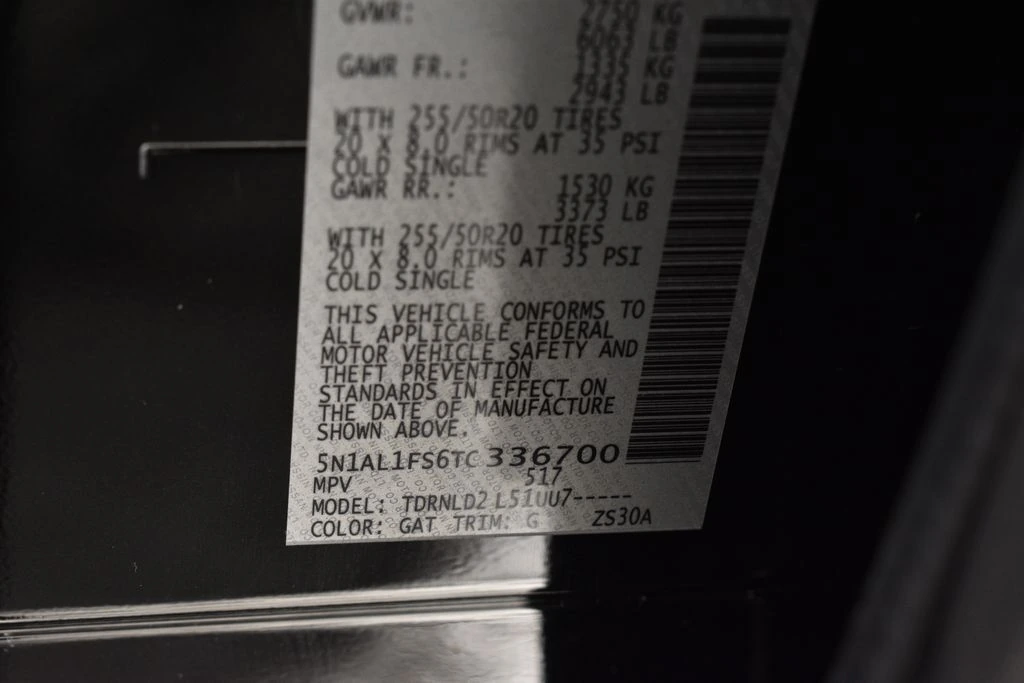 GVWR: 2750 KG
6063 LB
GAWR FR.: 1335 KG
2943 LB
WITH 255/50R20 TIRES
20 X 8.0 RIMS AT 35 PSI
COLD SINGLE
GAWR RR.: 1530 KG
3373 LB
WITH 255/50R20 TIRES
20 X 8.0 RIMS AT 35 PSI
COLD SINGLE
THIS VEHICLE CONFORMS TO
ALL APPLICABLE FEDERAL
MOTOR VEHICLE SAFETY AND
THEFT PREVENTION
STANDARDS IN EFFECT ON
THE DATE OF MANUFACTURE
SHOWN ABOVE.
5N1AL1FS6TC 336700
MPV 517
MODEL: TDRNLD2 L51UU7-----
COLOR: GAT TRIM: G ZS30A